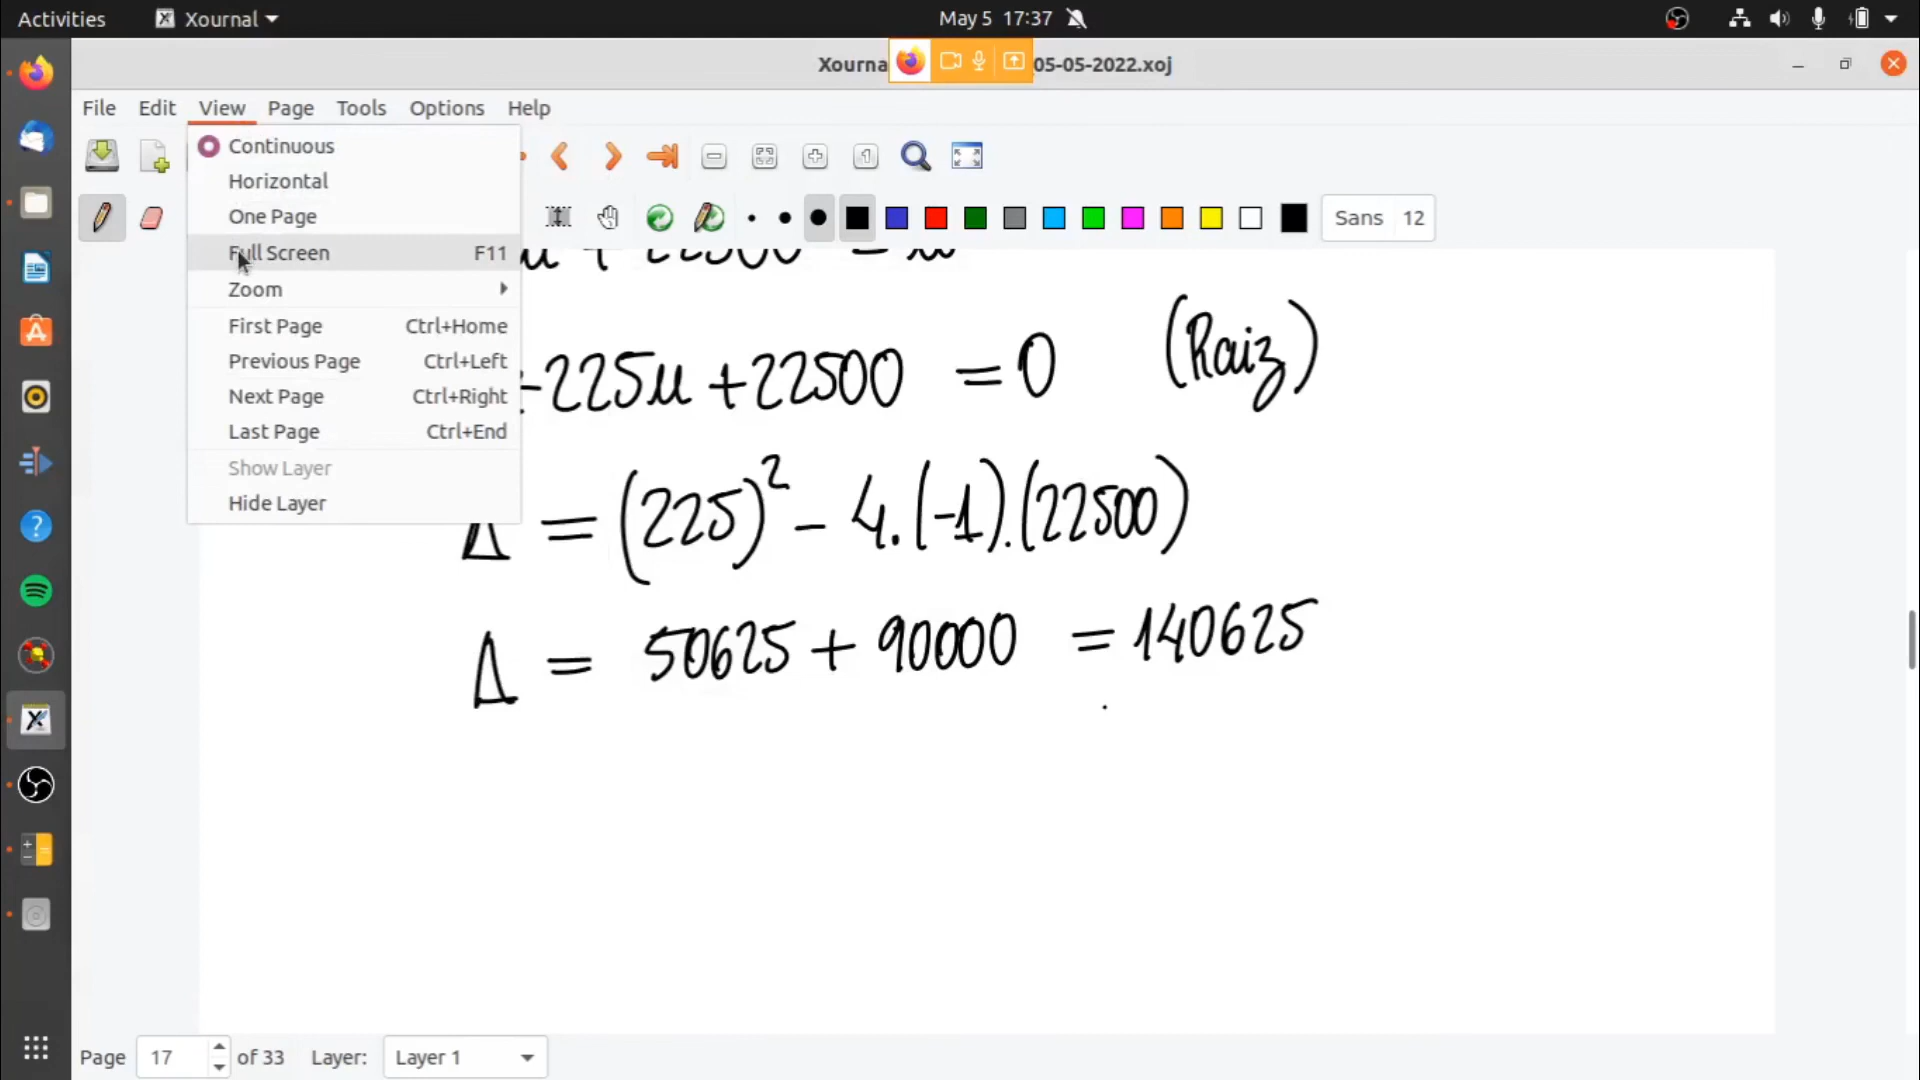 Activities Xournal May 5 17:37
Xourna 05-05-2022.xoj
File Edit View Page Tools Options Help
Continuous
Horizontal
One Page
Full Screen F11
Zoom
First Page Ctrl+Home
Previous Page Ctrl+Left
Next Page Ctrl+Right
Last Page Ctrl+End
Show Layer
Hide Layer
Sans 12
+ 22500 =
-225u + 22500 = 0 (Raiz)
Δ = (225)² - 4.(-1).(22500)
Δ = 50625 + 90000 = 140625
Page 17 of 33 Layer: Layer 1